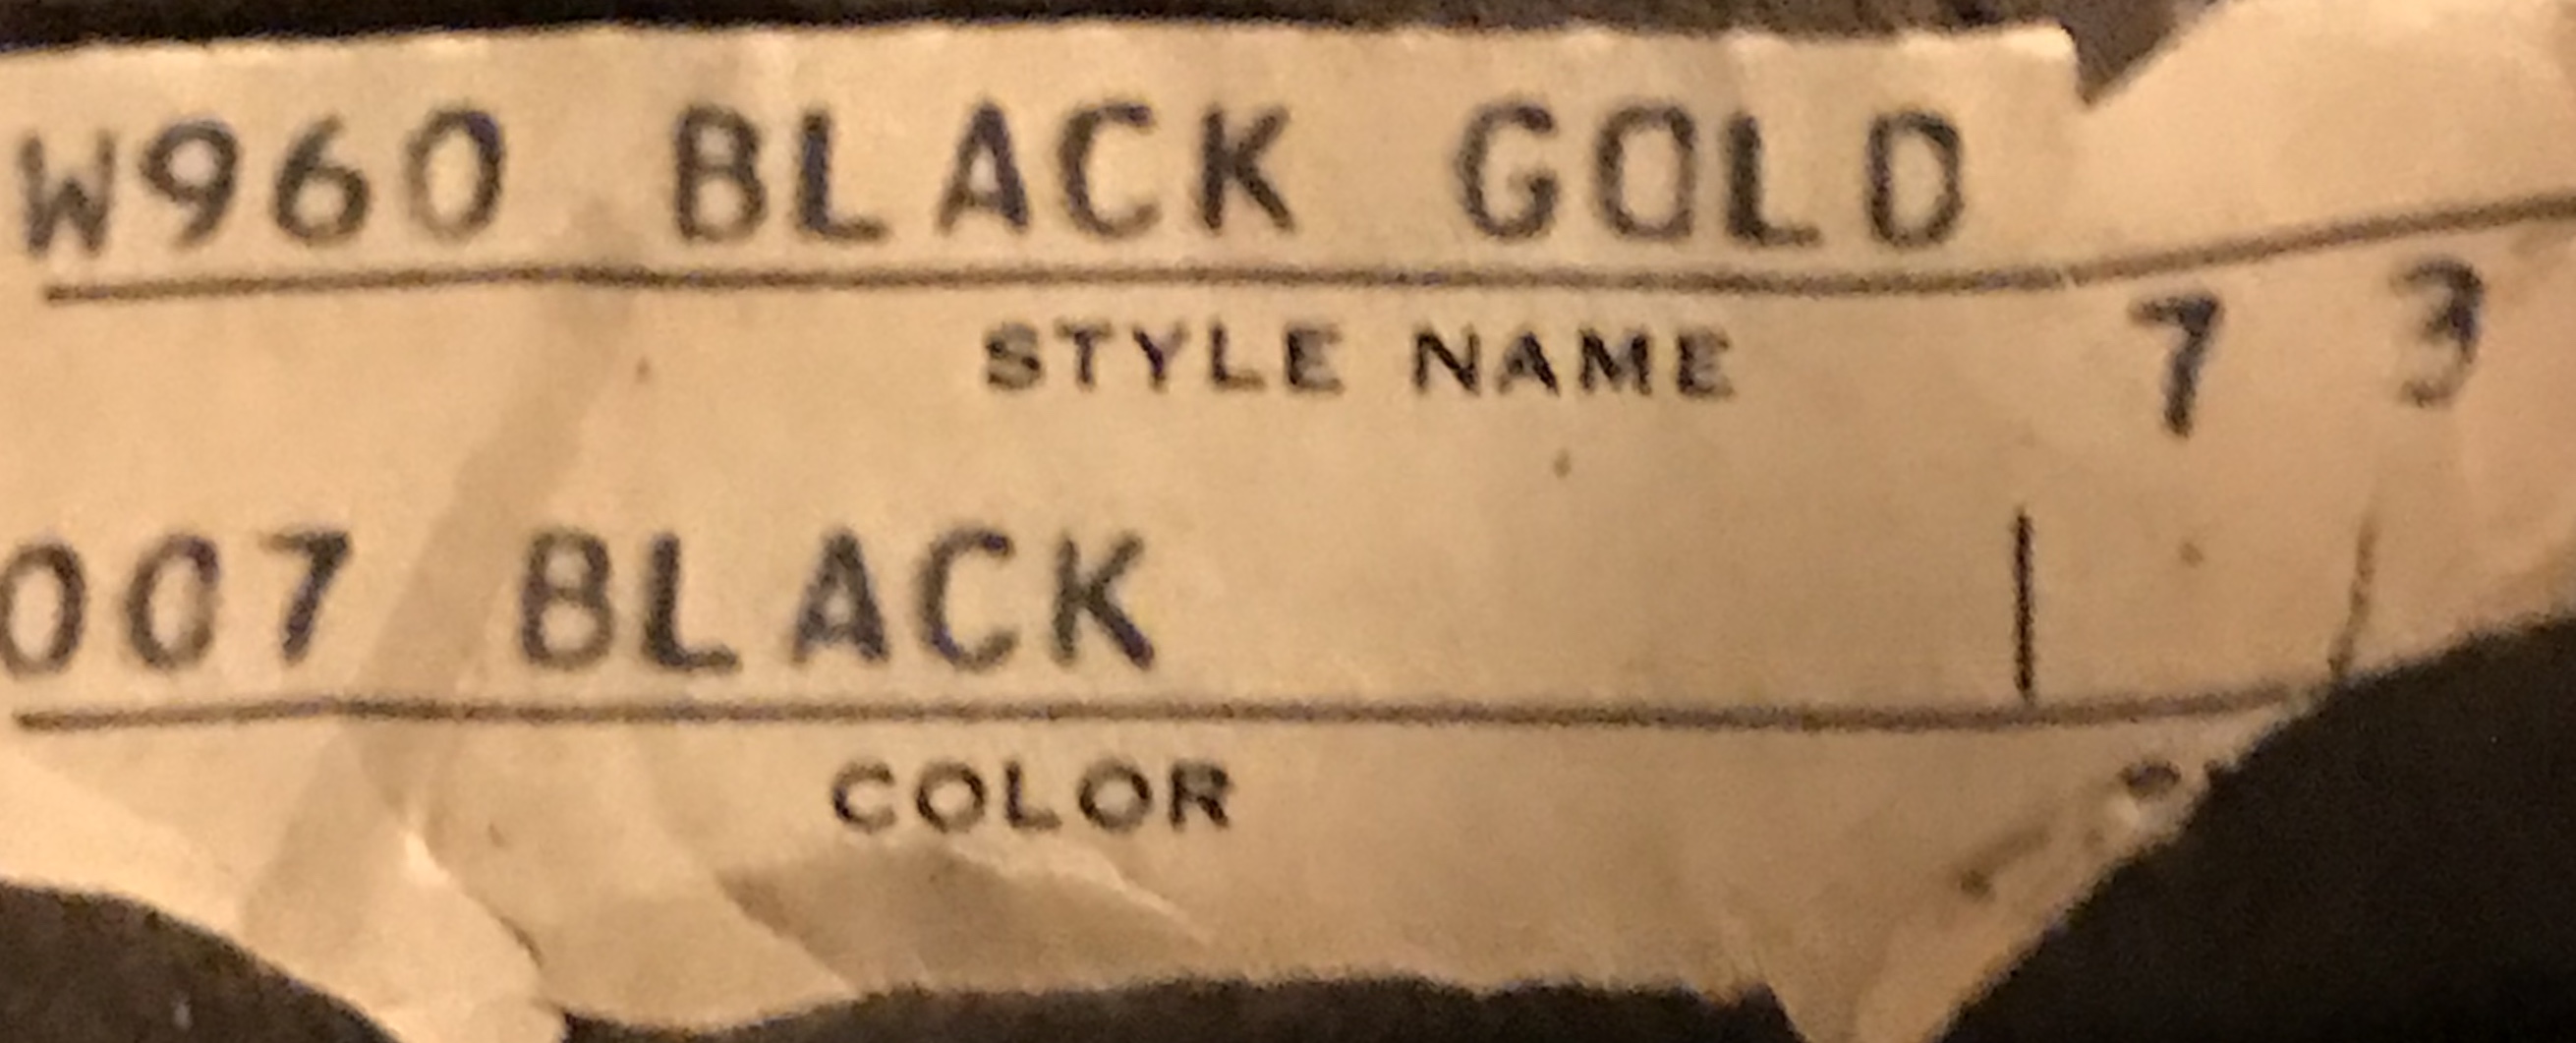 W960 BLACK GOLD
STYLE NAME
7 3
007 BLACK
COLOR